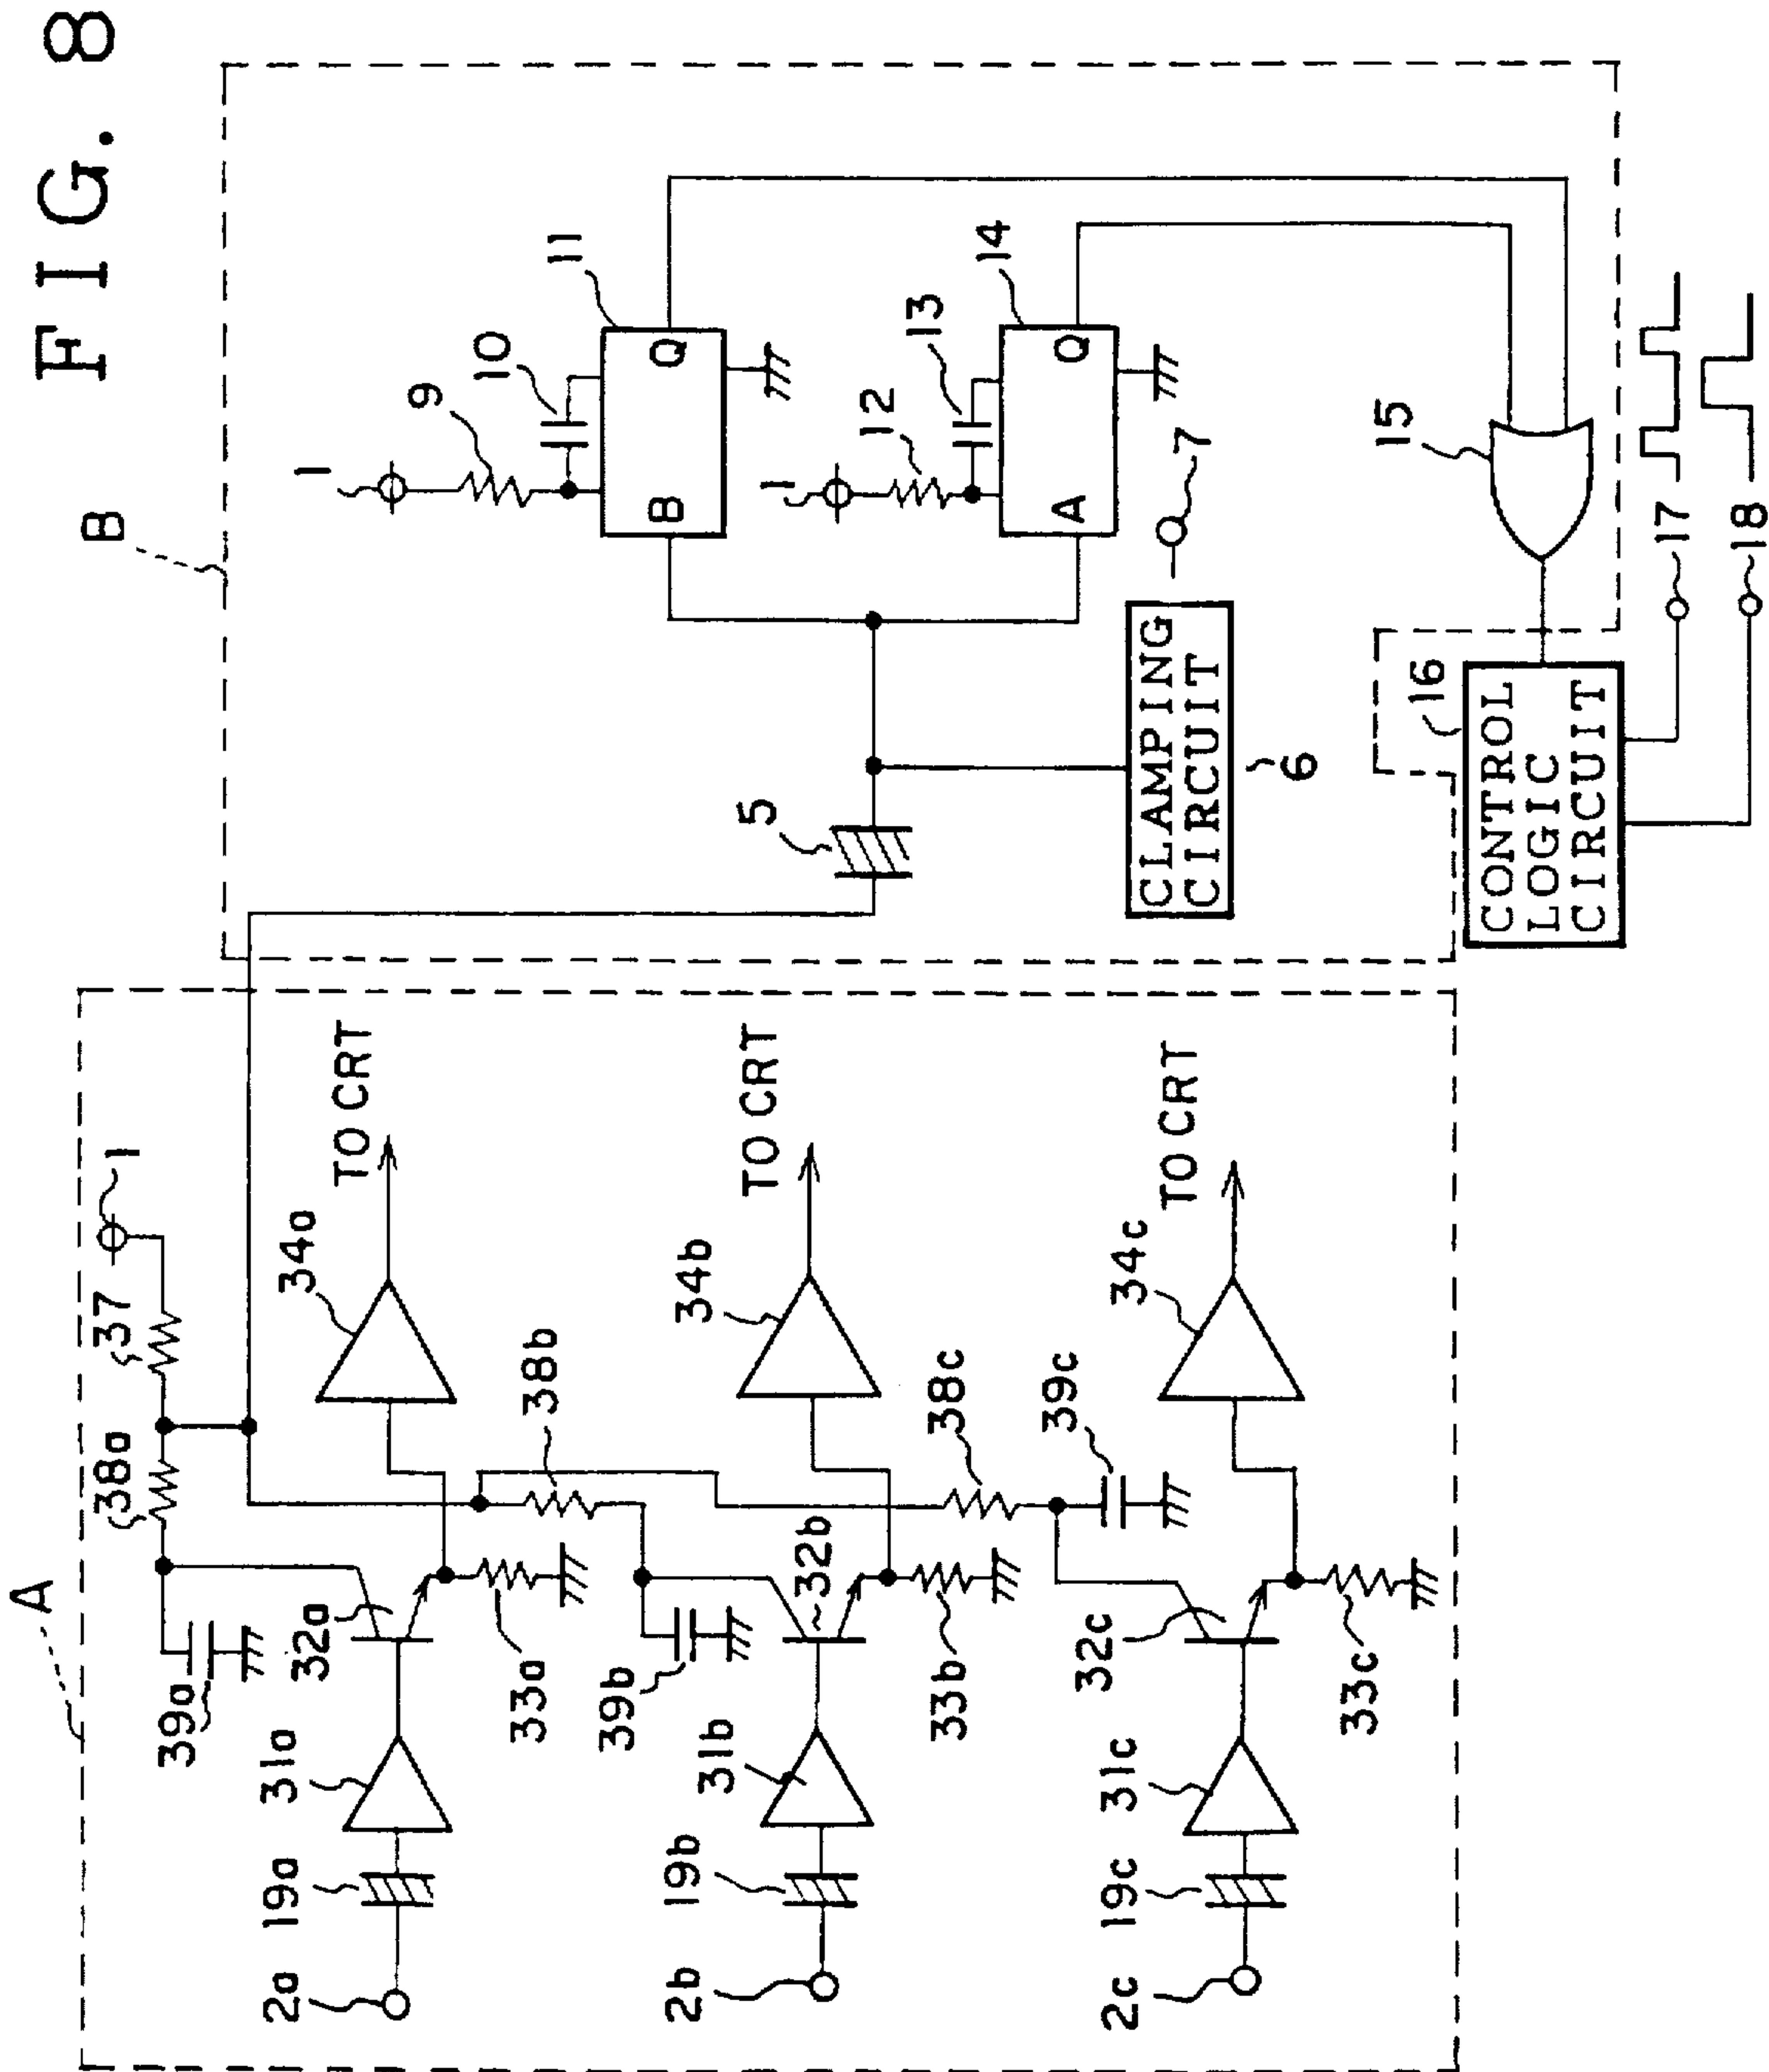 FIG. 8
A
B
39a
38a
37
1
32a
33a
34a
TO CRT
2a
19a
31a
39b
38b
32b
33b
34b
TO CRT
2b
19b
31b
38c
39c
32c
33c
34c
TO CRT
2c
19c
31c
5
CLAMPING
CIRCUIT
6
7
1
9
10
11
B
Q
1
12
13
14
A
Q
15
16
CONTROL
LOGIC
CIRCUIT
17
18